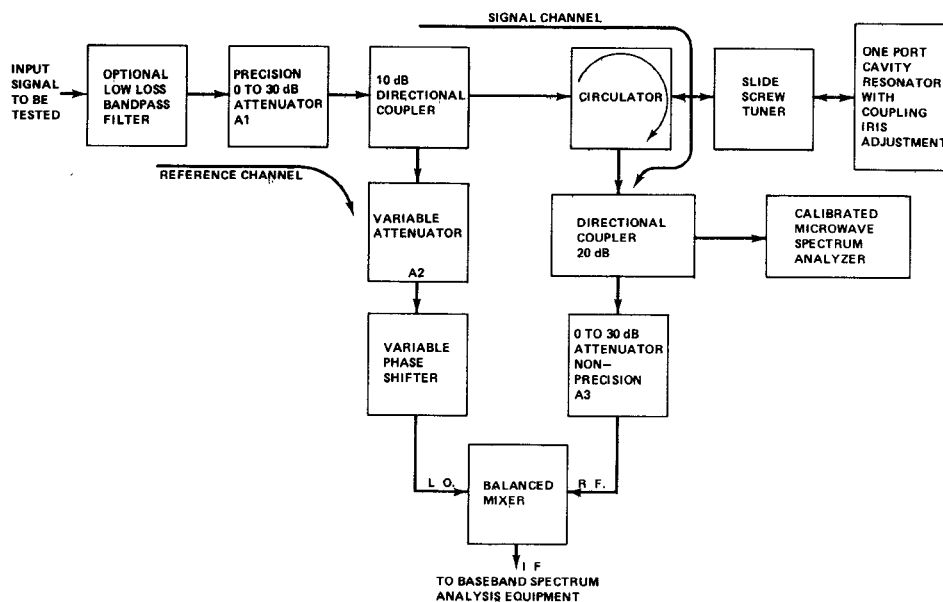 SIGNAL CHANNEL
INPUT
SIGNAL
TO BE
TESTED
OPTIONAL
LOW LOSS
BANDPASS
FILTER
PRECISION
0 TO 30 dB
ATTENUATOR
A1
10 dB
DIRECTIONAL
COUPLER
CIRCULATOR
SLIDE
SCREW
TUNER
ONE PORT
CAVITY
RESONATOR
WITH
COUPLING
IRIS
ADJUSTMENT
REFERENCE CHANNEL
VARIABLE
ATTENUATOR
A2
DIRECTIONAL
COUPLER
20 dB
CALIBRATED
MICROWAVE
SPECTRUM
ANALYZER
VARIABLE
PHASE
SHIFTER
0 TO 30 dB
ATTENUATOR
NON–
PRECISION
A3
L O.
BALANCED
MIXER
R F.
I F
TO BASEBAND SPECTRUM
ANALYSIS EQUIPMENT